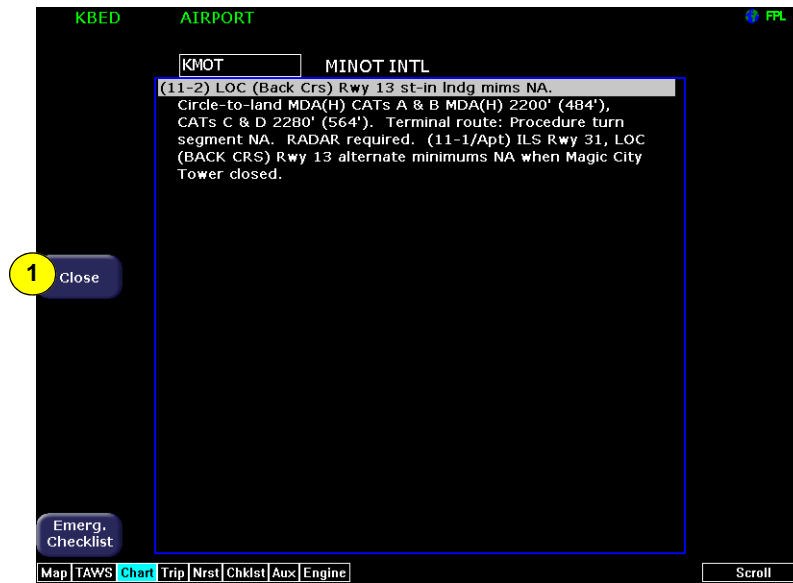 KBED AIRPORT FPL
KMOT MINOT INTL
(11-2) LOC (Back Crs) Rwy 13 st-in lndg mims NA.
Circle-to-land MDA(H) CATs A & B MDA(H) 2200' (484'),
CATs C & D 2280' (564'). Terminal route: Procedure turn
segment NA. RADAR required. (11-1/Apt) ILS Rwy 31, LOC
(BACK CRS) Rwy 13 alternate minimums NA when Magic City
Tower closed.
1 Close
Emerg.
Checklist
Map TAWS Chart Trip Nrst Chklst Aux Engine Scroll